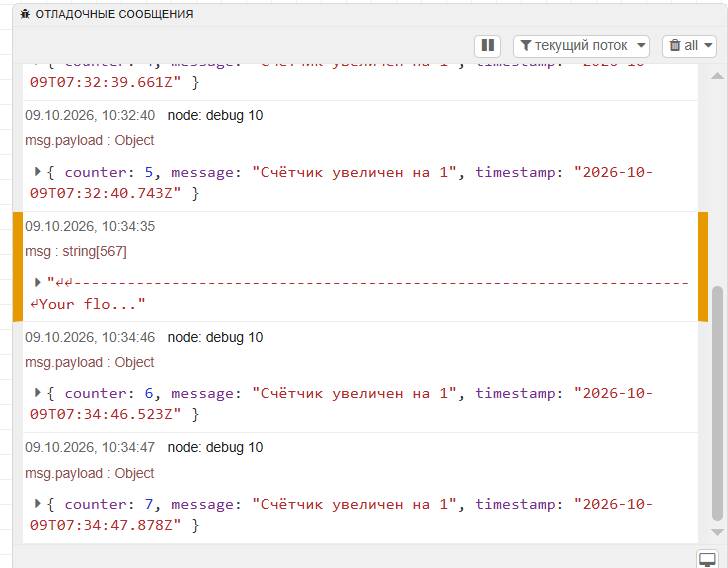 ОТЛАДОЧНЫЕ СООБЩЕНИЯ
текущий поток all
09T07:32:39.661Z" }
09.10.2026, 10:32:40 node: debug 10
msg.payload : Object
{ counter: 5, message: "Счётчик увеличен на 1", timestamp: "2026-10-
09T07:32:40.743Z" }
09.10.2026, 10:34:35
msg : string[567]
"↲↲--------------------------------------------------------------------
↲Your flo..."
09.10.2026, 10:34:46 node: debug 10
msg.payload : Object
{ counter: 6, message: "Счётчик увеличен на 1", timestamp: "2026-10-
09T07:34:46.523Z" }
09.10.2026, 10:34:47 node: debug 10
msg.payload : Object
{ counter: 7, message: "Счётчик увеличен на 1", timestamp: "2026-10-
09T07:34:47.878Z" }